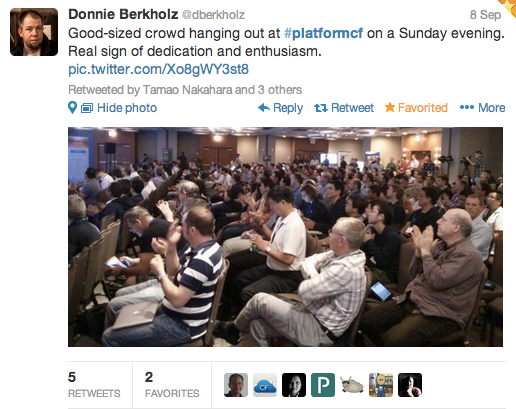 Donnie Berkholz @dberkholz 8 Sep
Good-sized crowd hanging out at #platformcf on a Sunday evening.
Real sign of dedication and enthusiasm.
pic.twitter.com/Xo8gWY3st8
Retweeted by Tamao Nakahara and 3 others
Hide photo Reply Retweet Favorited More
5 2
RETWEETS FAVORITES
CF P